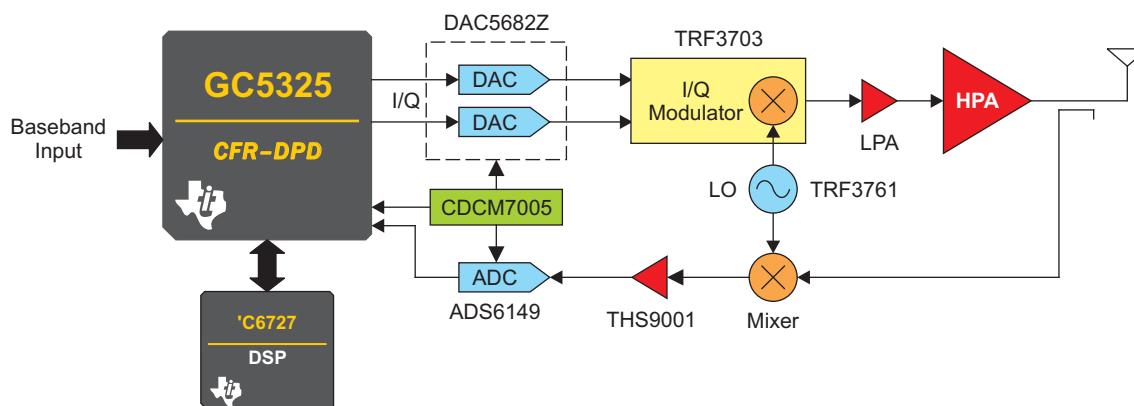 DAC5682Z
TRF3703
GC5325
CFR–DPD
Baseband
Input
I/Q
DAC
DAC
I/Q
Modulator
LPA
HPA
CDCM7005
LO
TRF3761
ADC
ADS6149
THS9001
Mixer
'C6727
DSP